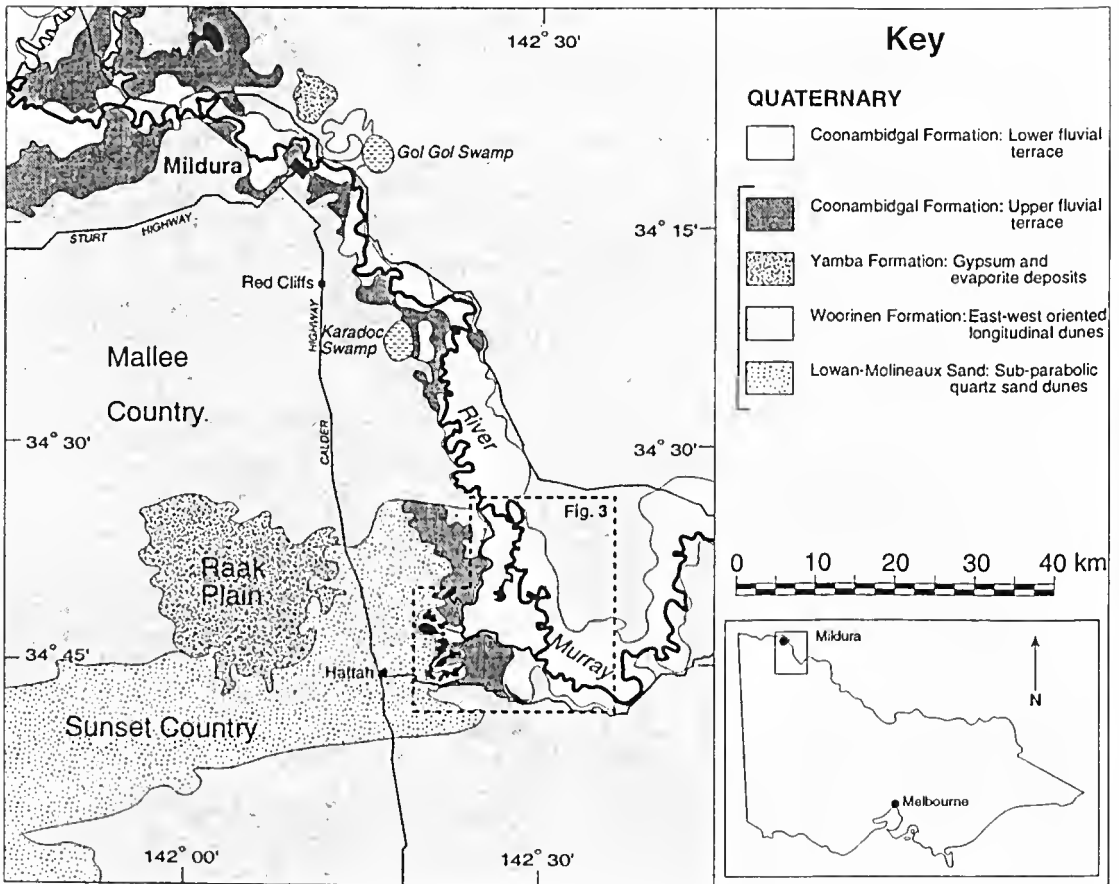 142° 30'
Gol Gol Swamp
Mildura
STURT HIGHWAY
34° 15'
Red Cliffs
Karadoc
Swamp
HIGHWAY
Mallee
Country.
CALDER
River
34° 30'
34° 30'
Fig. 3
Raak
Plain
34° 45'
Hattah
Murray
Sunset Country
142° 00'
142° 30'
Key
QUATERNARY
Coonambidgal Formation: Lower fluvial
terrace
Coonambidgal Formation: Upper fluvial
terrace
Yamba Formation: Gypsum and
evaporite deposits
Woorinen Formation: East-west oriented
longitudinal dunes
Lowan-Molineaux Sand: Sub-parabolic
quartz sand dunes
0 10 20 30 40 km
Mildura
N
Melbourne